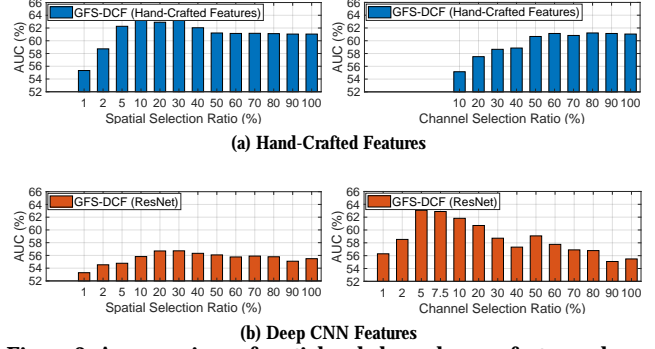 66
64
62
60
58
56
54
52
AUC (%)
GFS-DCF (Hand-Crafted Features)
1 2 5 10 20 30 40 50 60 70 80 90 100
Spatial Selection Ratio (%)
66
64
62
60
58
56
54
52
AUC (%)
GFS-DCF (Hand-Crafted Features)
10 20 30 40 50 60 70 80 90 100
Channel Selection Ratio (%)
(a) Hand-Crafted Features
66
64
62
60
58
56
54
52
AUC (%)
GFS-DCF (ResNet)
1 2 5 10 20 30 40 50 60 70 80 90 100
Spatial Selection Ratio (%)
66
64
62
60
58
56
54
52
AUC (%)
GFS-DCF (ResNet)
1 2 5 7.5 10 20 30 40 50 60 70 80 90 100
Channel Selection Ratio (%)
(b) Deep CNN Features